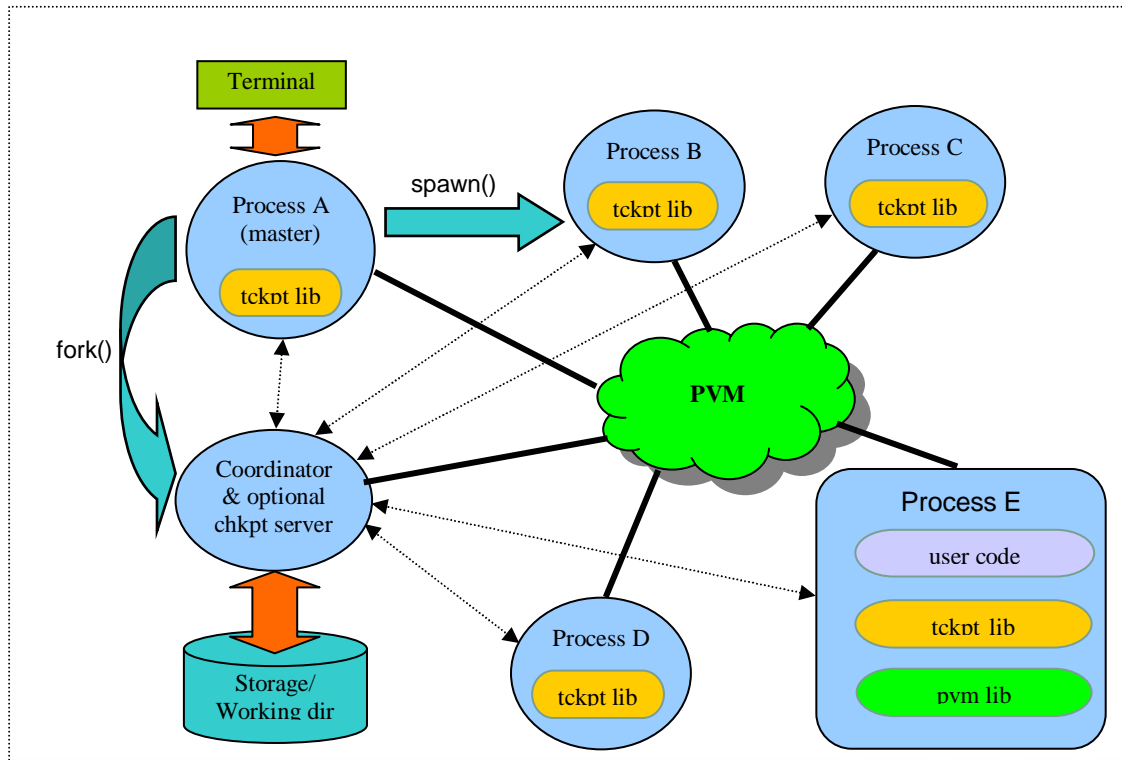 Terminal
Process A
(master)
tckpt lib
spawn()
Process B
tckpt lib
Process C
tckpt lib
fork()
PVM
Coordinator
& optional
chkpt server
Storage/
Working dir
Process D
tckpt lib
Process E
user code
tckpt lib
pvm lib